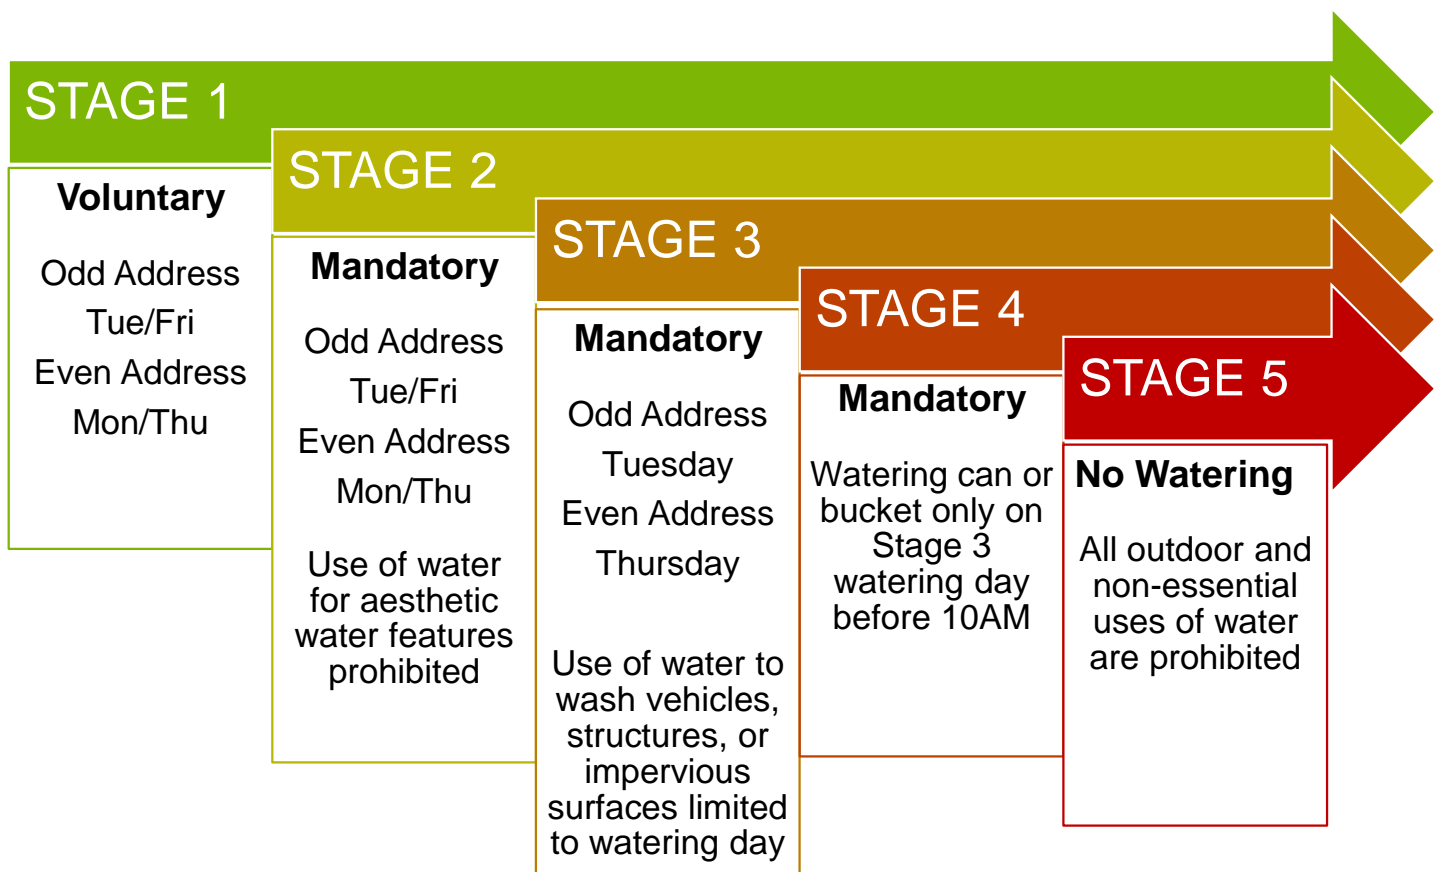 STAGE 1
Voluntary
Odd Address
Tue/Fri
Even Address
Mon/Thu
STAGE 2
Mandatory
Odd Address
Tue/Fri
Even Address
Mon/Thu
Use of water
for aesthetic
water features
prohibited
STAGE 3
Mandatory
Odd Address
Tuesday
Even Address
Thursday
Use of water to
wash vehicles,
structures, or
impervious
surfaces limited
to watering day
STAGE 4
Mandatory
Watering can or
bucket only on
Stage 3
watering day
before 10AM
STAGE 5
No Watering
All outdoor and
non-essential
uses of water
are prohibited